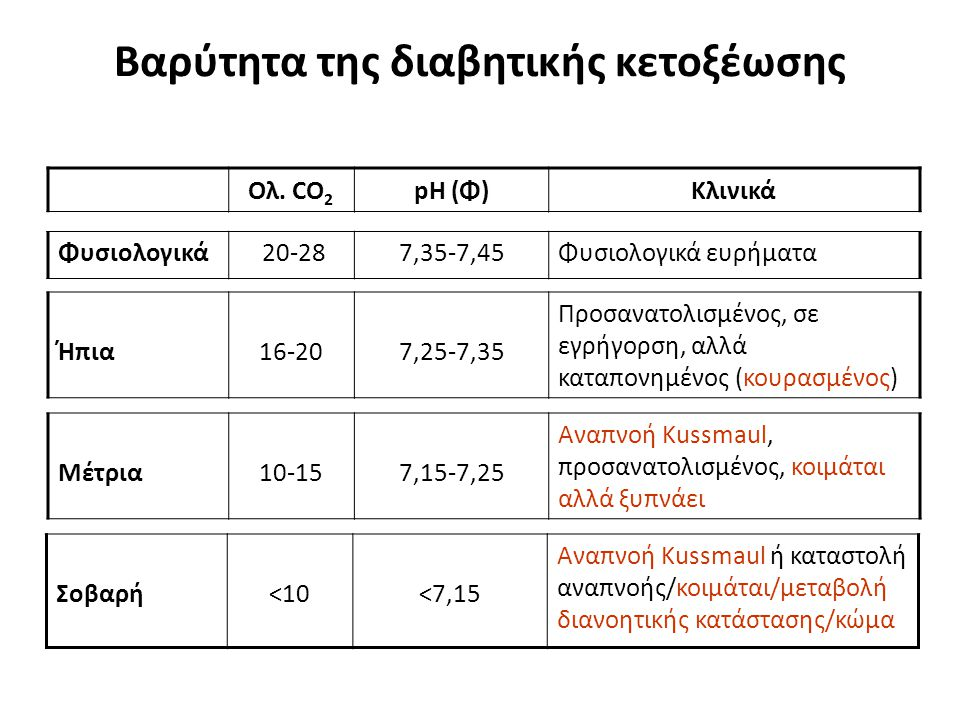 Βαρύτητα της διαβητικής κετοξέωσης
Ολ. CO₂ pH (Φ) Κλινικά
Φυσιολογικά 20-28 7,35-7,45 Φυσιολογικά ευρήματα
Ήπια 16-20 7,25-7,35 Προσανατολισμένος, σε
εγρήγορση, αλλά
καταπονημένος (κουρασμένος)
Μέτρια 10-15 7,15-7,25 Αναπνοή Kussmaul,
προσανατολισμένος, κοιμάται
αλλά ξυπνάει
Σοβαρή <10 <7,15 Αναπνοή Kussmaul ή καταστολή
αναπνοής/κοιμάται/μεταβολή
διανοητικής κατάστασης/κώμα